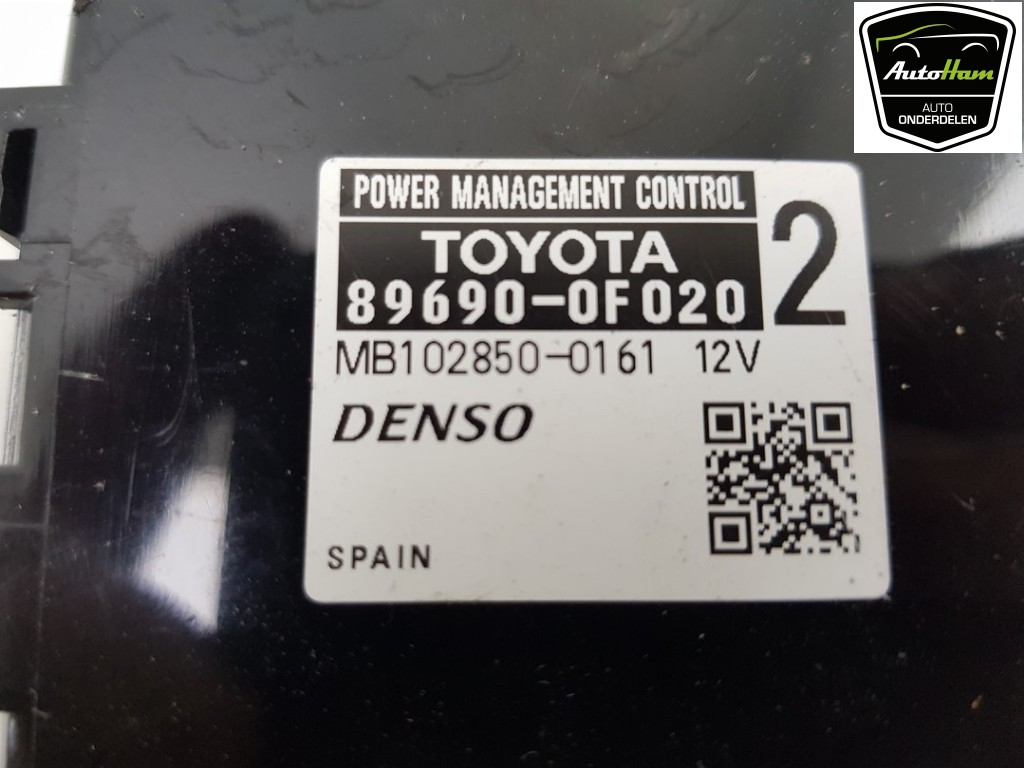 AutoHam
AUTO
ONDERDELEN
POWER MANAGEMENT CONTROL
2
TOYOTA
89690-0F020
MB102850-0161 12V
DENSO
SPAIN